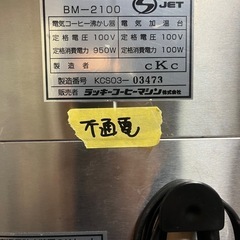 BM-2100
JET
電気コーヒー沸かし器 電気加温台
定格電圧 100V 定格電圧 100V
定格消費電力 950W 定格消費電力 100W
製造者 cKc
製造番号 KCS03-03473
販売者 ラッキーコーヒーマシン株式会社
不通電